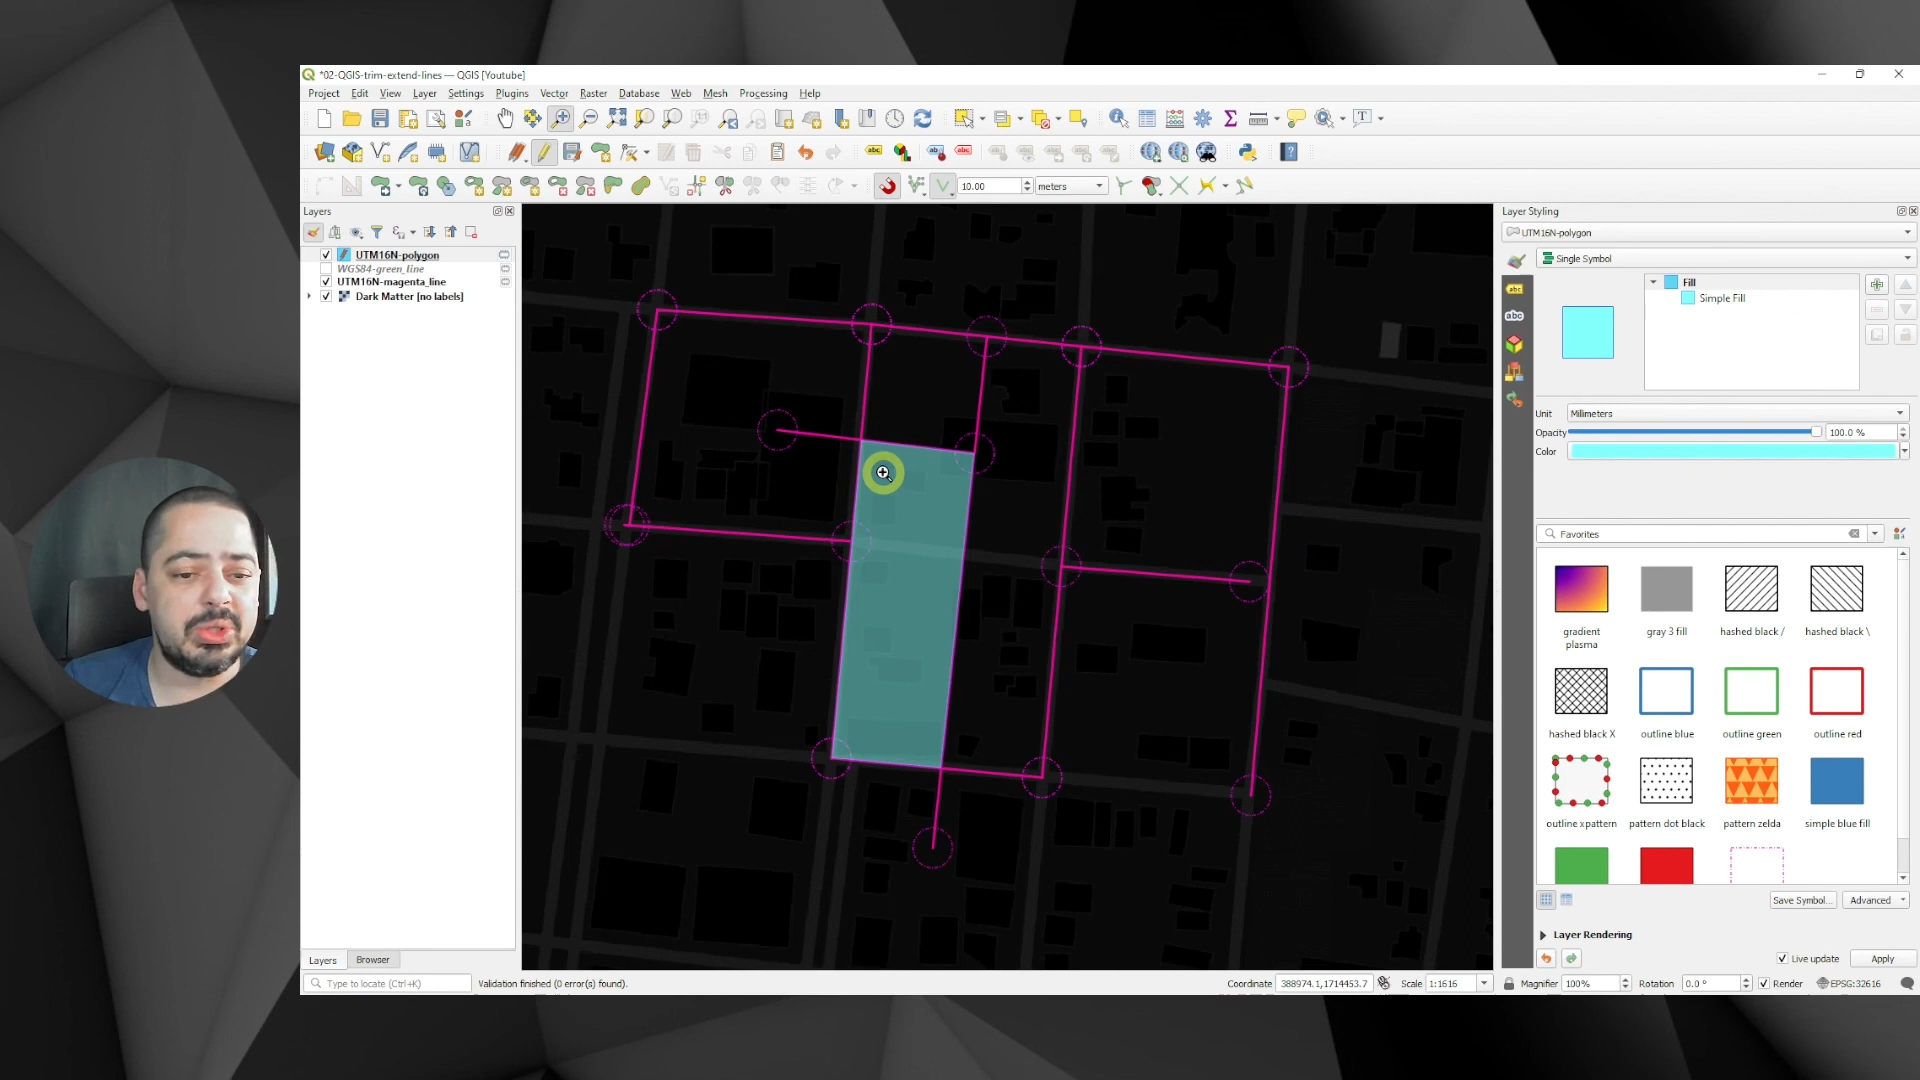 *02-QGIS-trim-extend-lines — QGIS [Youtube]
Project Edit View Layer Settings Plugins Vector Raster Database Web Mesh Processing Help
10.00 meters
Layers
UTM16N-polygon
WGS84-green_line
UTM16N-magenta_line
Dark Matter [no labels]
Layers Browser
Type to locate (Ctrl+K)
Validation finished (0 error(s) found).
Coordinate 388974.1,1714453.7
Scale 1:1616
Magnifier 100%
Rotation 0.0 °
Render
EPSG:32616
Layer Styling
UTM16N-polygon
Single Symbol
Fill
Simple Fill
Unit Millimeters
Opacity 100.0 %
Color
Favorites
gradient plasma
gray 3 fill
hashed black /
hashed black \
hashed black X
outline blue
outline green
outline red
outline xpattern
pattern dot black
pattern zelda
simple blue fill
Save Symbol... Advanced
Layer Rendering
Live update Apply